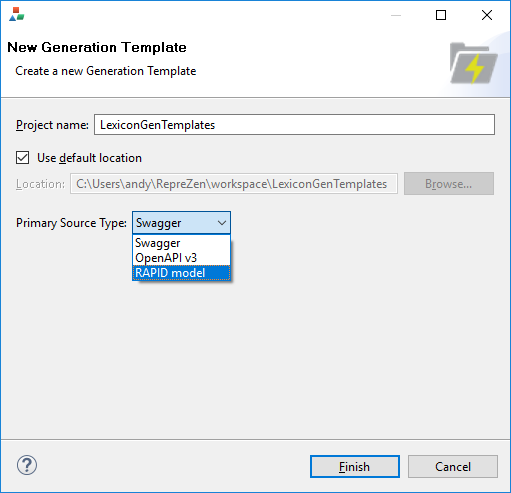 New Generation Template
Create a new Generation Template
Project name: LexiconGenTemplates
Use default location
Location: C:\Users\andy\RepreZen\workspace\LexiconGenTemplates Browse...
Primary Source Type: Swagger
Swagger
OpenAPI v3
RAPID model
? Finish Cancel